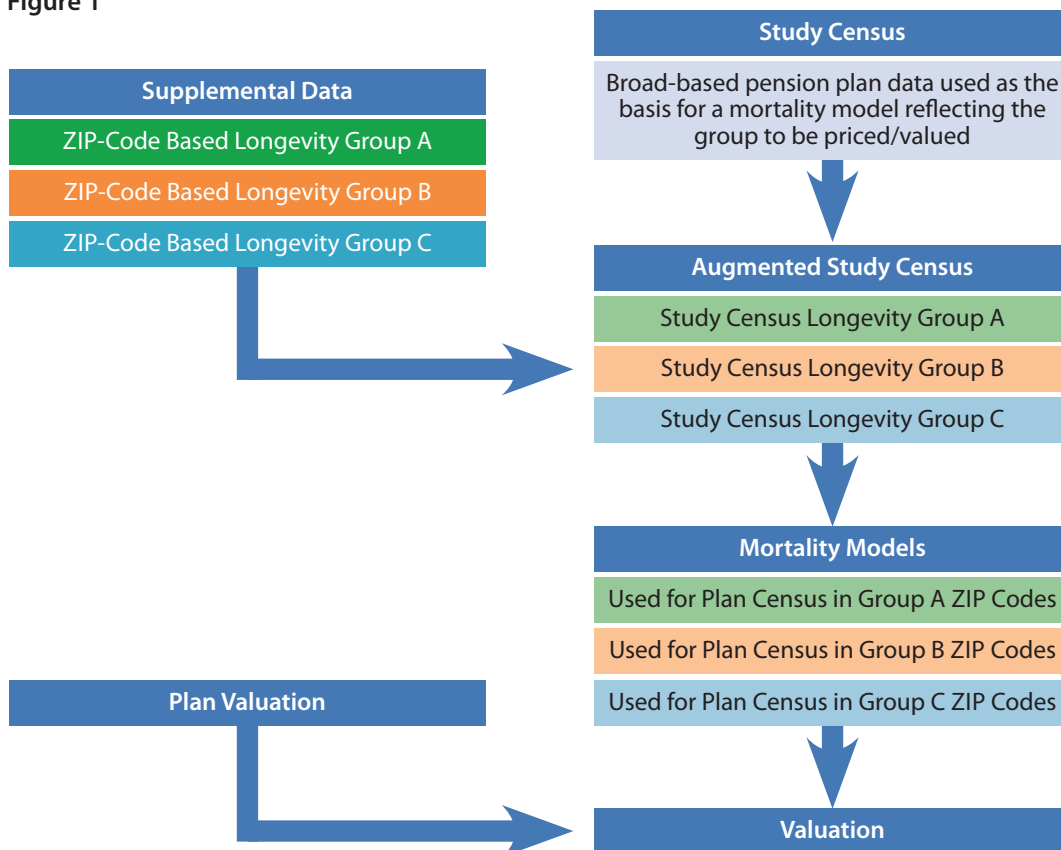 Figure 1
Supplemental Data
ZIP-Code Based Longevity Group A
ZIP-Code Based Longevity Group B
ZIP-Code Based Longevity Group C
Study Census
Broad-based pension plan data used as the
basis for a mortality model reflecting the
group to be priced/valued
Augmented Study Census
Study Census Longevity Group A
Study Census Longevity Group B
Study Census Longevity Group C
Mortality Models
Used for Plan Census in Group A ZIP Codes
Used for Plan Census in Group B ZIP Codes
Used for Plan Census in Group C ZIP Codes
Plan Valuation
Valuation